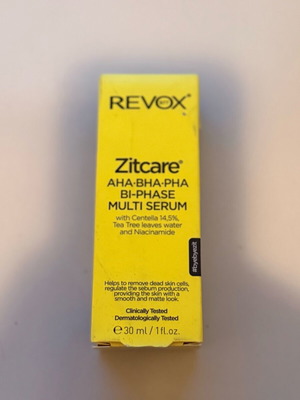 REVOX®
Zitcare®
AHA•BHA•PHA
BI-PHASE
MULTI SERUM
with Centella 14,5%,
Tea Tree leaves water
and Niacinamide
#byebyezit
Helps to remove dead skin cells,
regulate the sebum production,
providing the skin with a
smooth and matte look.
Clinically Tested
Dermatologically Tested
℮ 30 ml / 1 fl.oz.